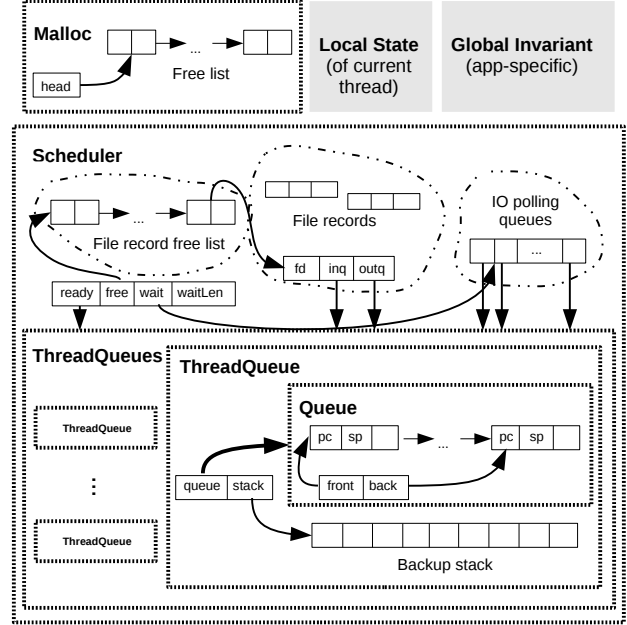 Malloc
...
Free list
head
Local State
(of current
thread)
Global Invariant
(app-specific)
Scheduler
...
File record free list
File records
IO polling
queues
...
fd inq outq
ready free wait waitLen
ThreadQueues
ThreadQueue
ThreadQueue
...
ThreadQueue
Queue
pc sp
...
pc sp
queue stack
front back
Backup stack